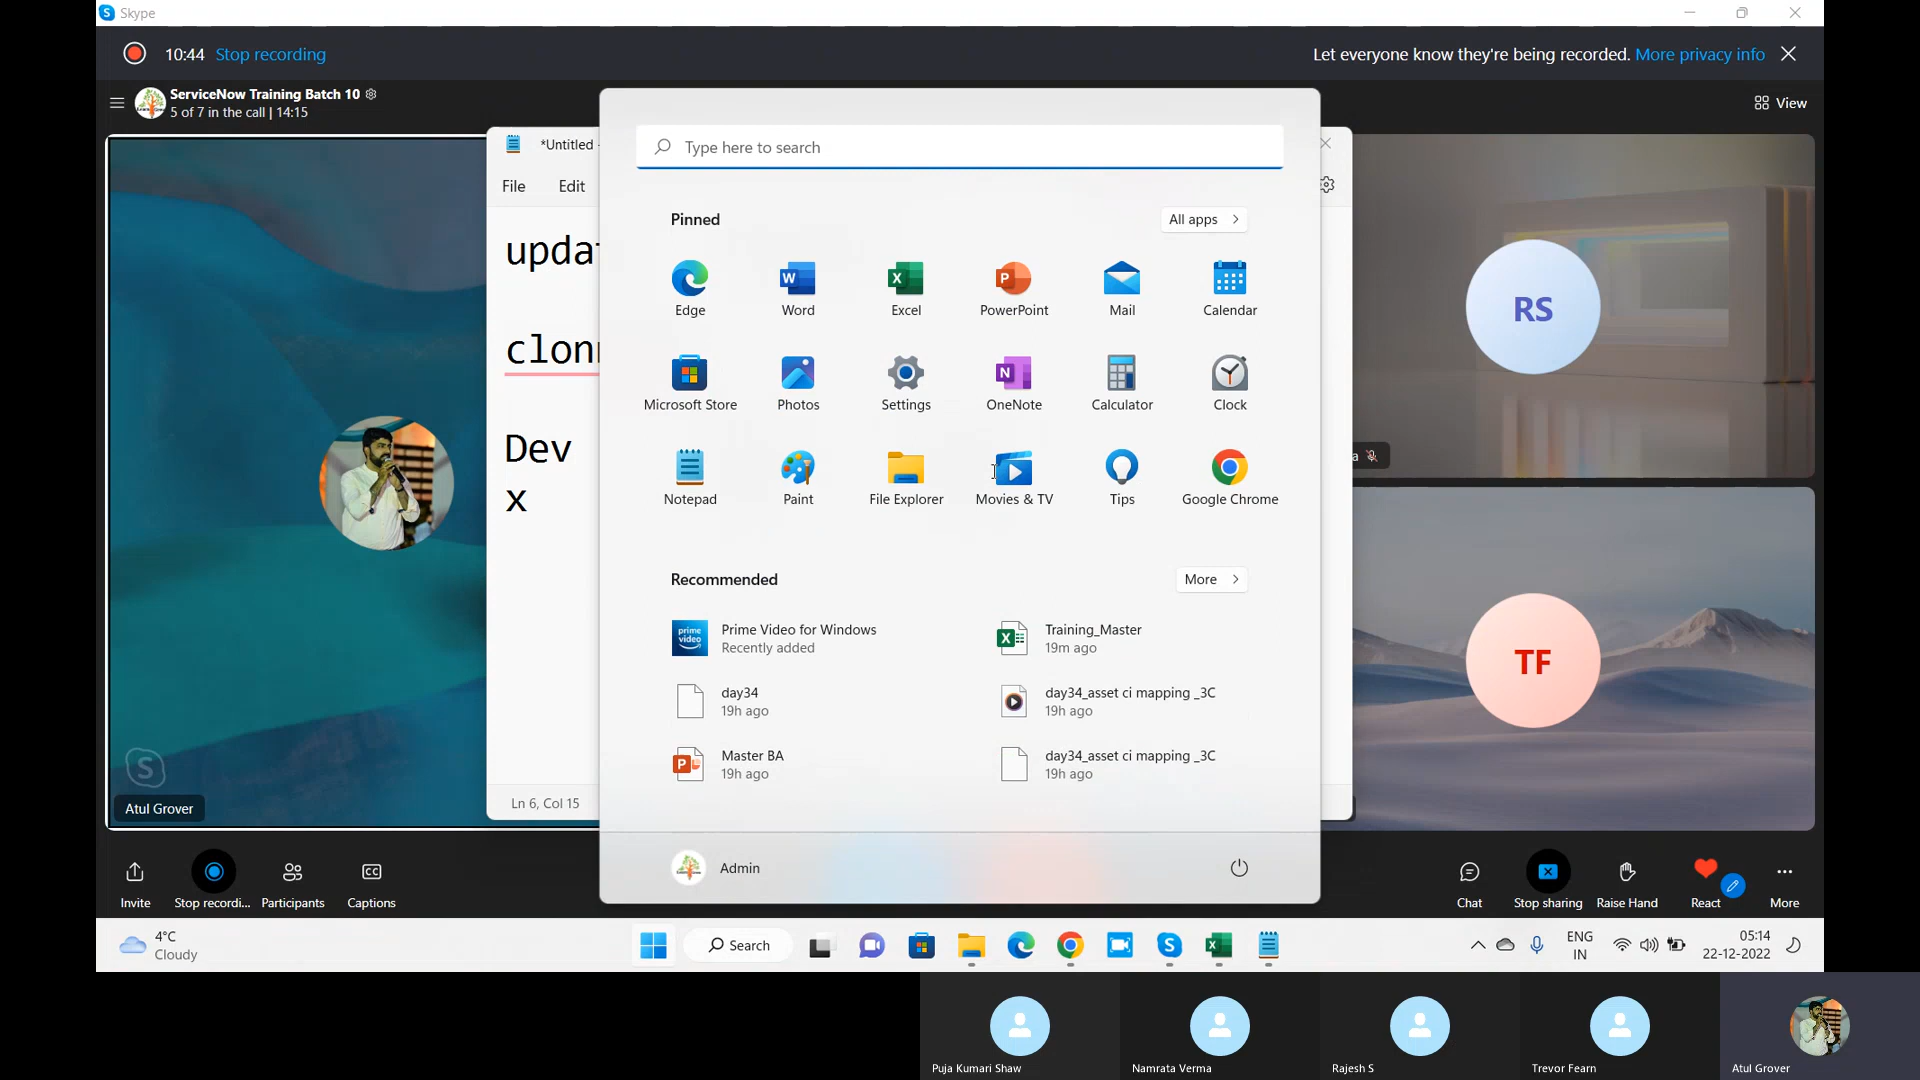 Skype
10:44 Stop recording
Let everyone know they're being recorded. More privacy info
ServiceNow Training Batch 10
5 of 7 in the call | 14:15
View
*Untitled -
File Edit
Dev
x
Ln 6, Col 15
Type here to search
Pinned
All apps
Edge
Word
Excel
PowerPoint
Mail
Calendar
Microsoft Store
Photos
Settings
OneNote
Calculator
Clock
Notepad
Paint
File Explorer
Movies & TV
Tips
Google Chrome
Recommended
More
prime video
Prime Video for Windows
Recently added
Training_Master
19m ago
day34
19h ago
day34_asset ci mapping _3C
19h ago
Master BA
19h ago
day34_asset ci mapping _3C
19h ago
Admin
RS
TF
Atul Grover
Invite
Stop recordi...
Participants
Captions
Chat
Stop sharing
Raise Hand
React
More
4°C
Cloudy
Search
ENG
IN
05:14
22-12-2022
Puja Kumari Shaw
Namrata Verma
Rajesh S
Trevor Fearn
Atul Grover